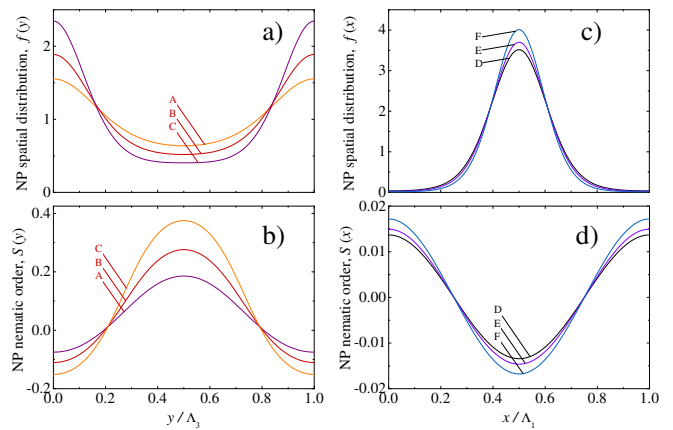 a)
NP spatial distribution, f (y)
2
1
0
A
B
C
c)
NP spatial distribution, f (x)
4
3
2
1
0
F
E
D
b)
NP nematic order, S (y)
0.4
0.2
0.0
-0.2
C
B
A
0.0 0.2 0.4 0.6 0.8 1.0
y / Λ3
d)
NP nematic order, S (x)
0.02
0.01
0.00
-0.01
-0.02
D
E
F
0.0 0.2 0.4 0.6 0.8 1.0
x / Λ1